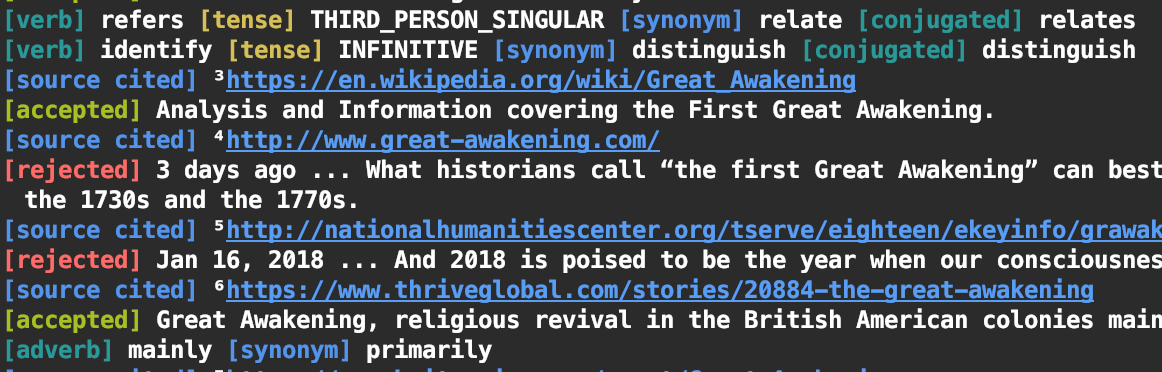 [verb] refers [tense] THIRD_PERSON_SINGULAR [synonym] relate [conjugated] relates
[verb] identify [tense] INFINITIVE [synonym] distinguish [conjugated] distinguish
[source cited] ³https://en.wikipedia.org/wiki/Great_Awakening
[accepted] Analysis and Information covering the First Great Awakening.
[source cited] ⁴http://www.great-awakening.com/
[rejected] 3 days ago ... What historians call “the first Great Awakening” can best
the 1730s and the 1770s.
[source cited] ⁵http://nationalhumanitiescenter.org/tserve/eighteen/ekeyinfo/grawak
[rejected] Jan 16, 2018 ... And 2018 is poised to be the year when our consciousnes
[source cited] ⁶https://www.thriveglobal.com/stories/20884-the-great-awakening
[accepted] Great Awakening, religious revival in the British American colonies main
[adverb] mainly [synonym] primarily